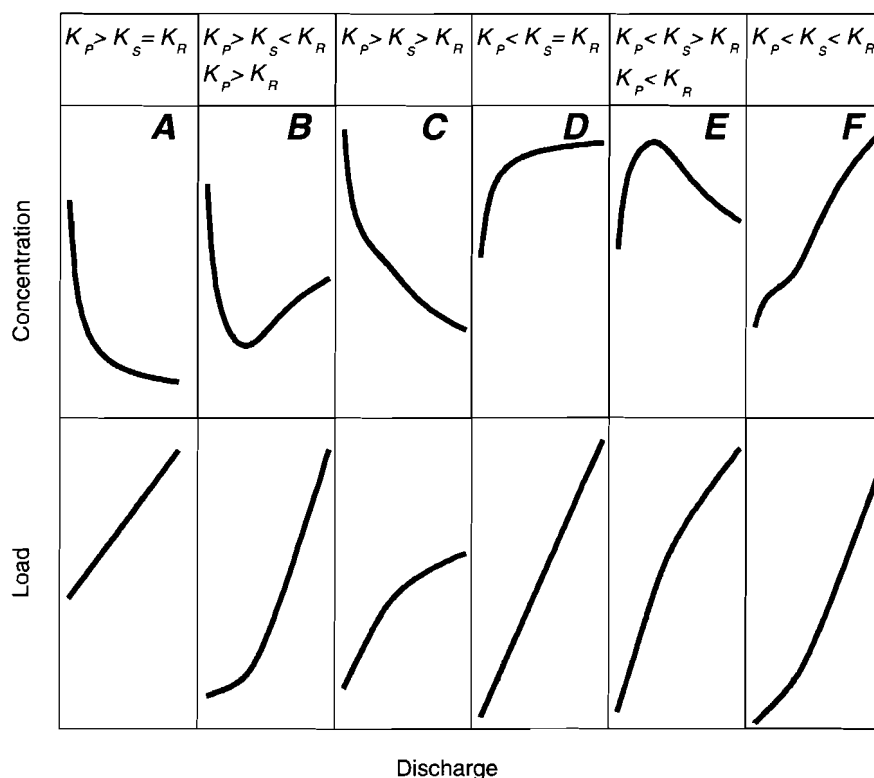 K_P > K_S = K_R
K_P > K_S < K_R
K_P > K_R
K_P > K_S > K_R
K_P < K_S = K_R
K_P < K_S > K_R
K_P < K_R
K_P < K_S < K_R
A
B
C
D
E
F
Concentration
Load
Discharge